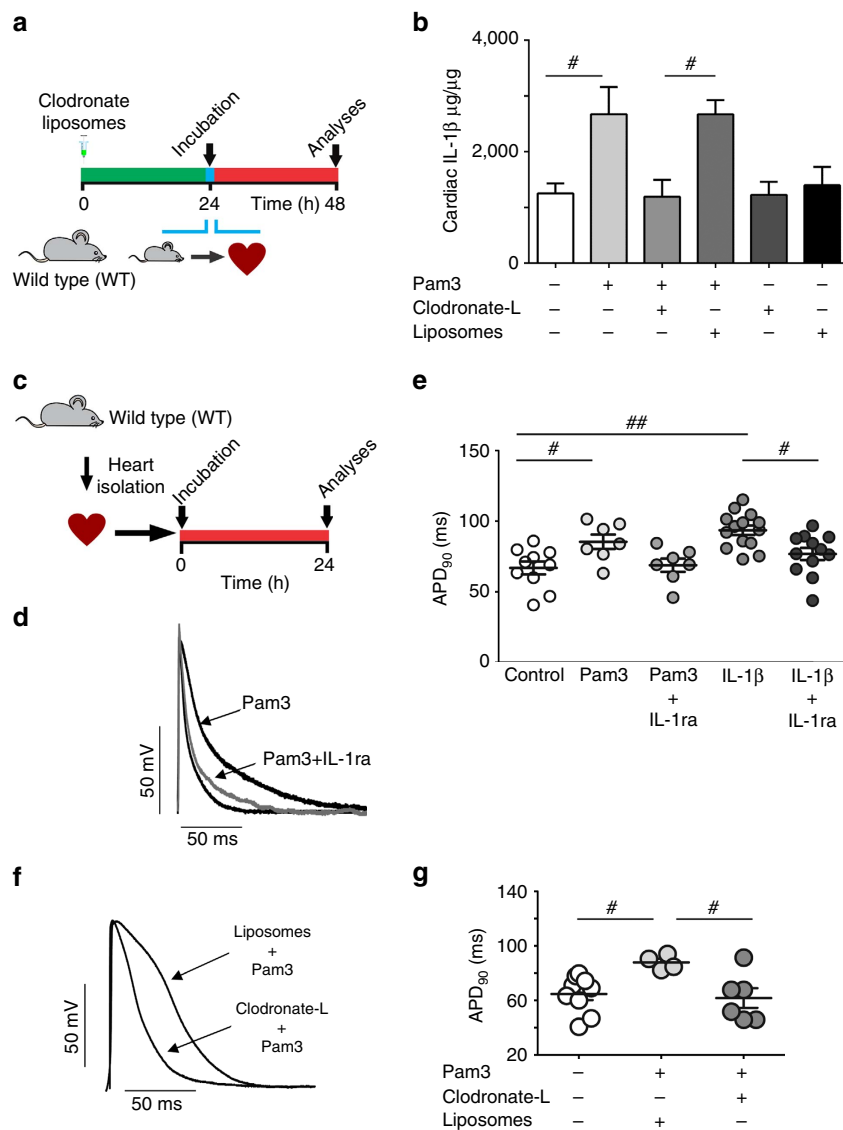 a
Clodronate
liposomes
Incubation
Analyses
0
24
Time (h) 48
Wild type (WT)
b
4,000
2,000
0
Cardiac IL-1β µg/µg
# #
Pam3 – + + + – –
Clodronate-L – – + – + –
Liposomes – – – + – +
c
Wild type (WT)
Heart
isolation
Incubation
Analyses
0
24
Time (h)
d
Pam3
Pam3+IL-1ra
50 mV
50 ms
e
150
100
50
0
APD90 (ms)
##
# #
Control
Pam3
Pam3
+
IL-1ra
IL-1β
IL-1β
+
IL-1ra
f
Liposomes
+
Pam3
Clodronate-L
+
Pam3
50 mV
50 ms
g
140
100
60
20
APD90 (ms)
# #
Pam3 – + +
Clodronate-L – – +
Liposomes – + –